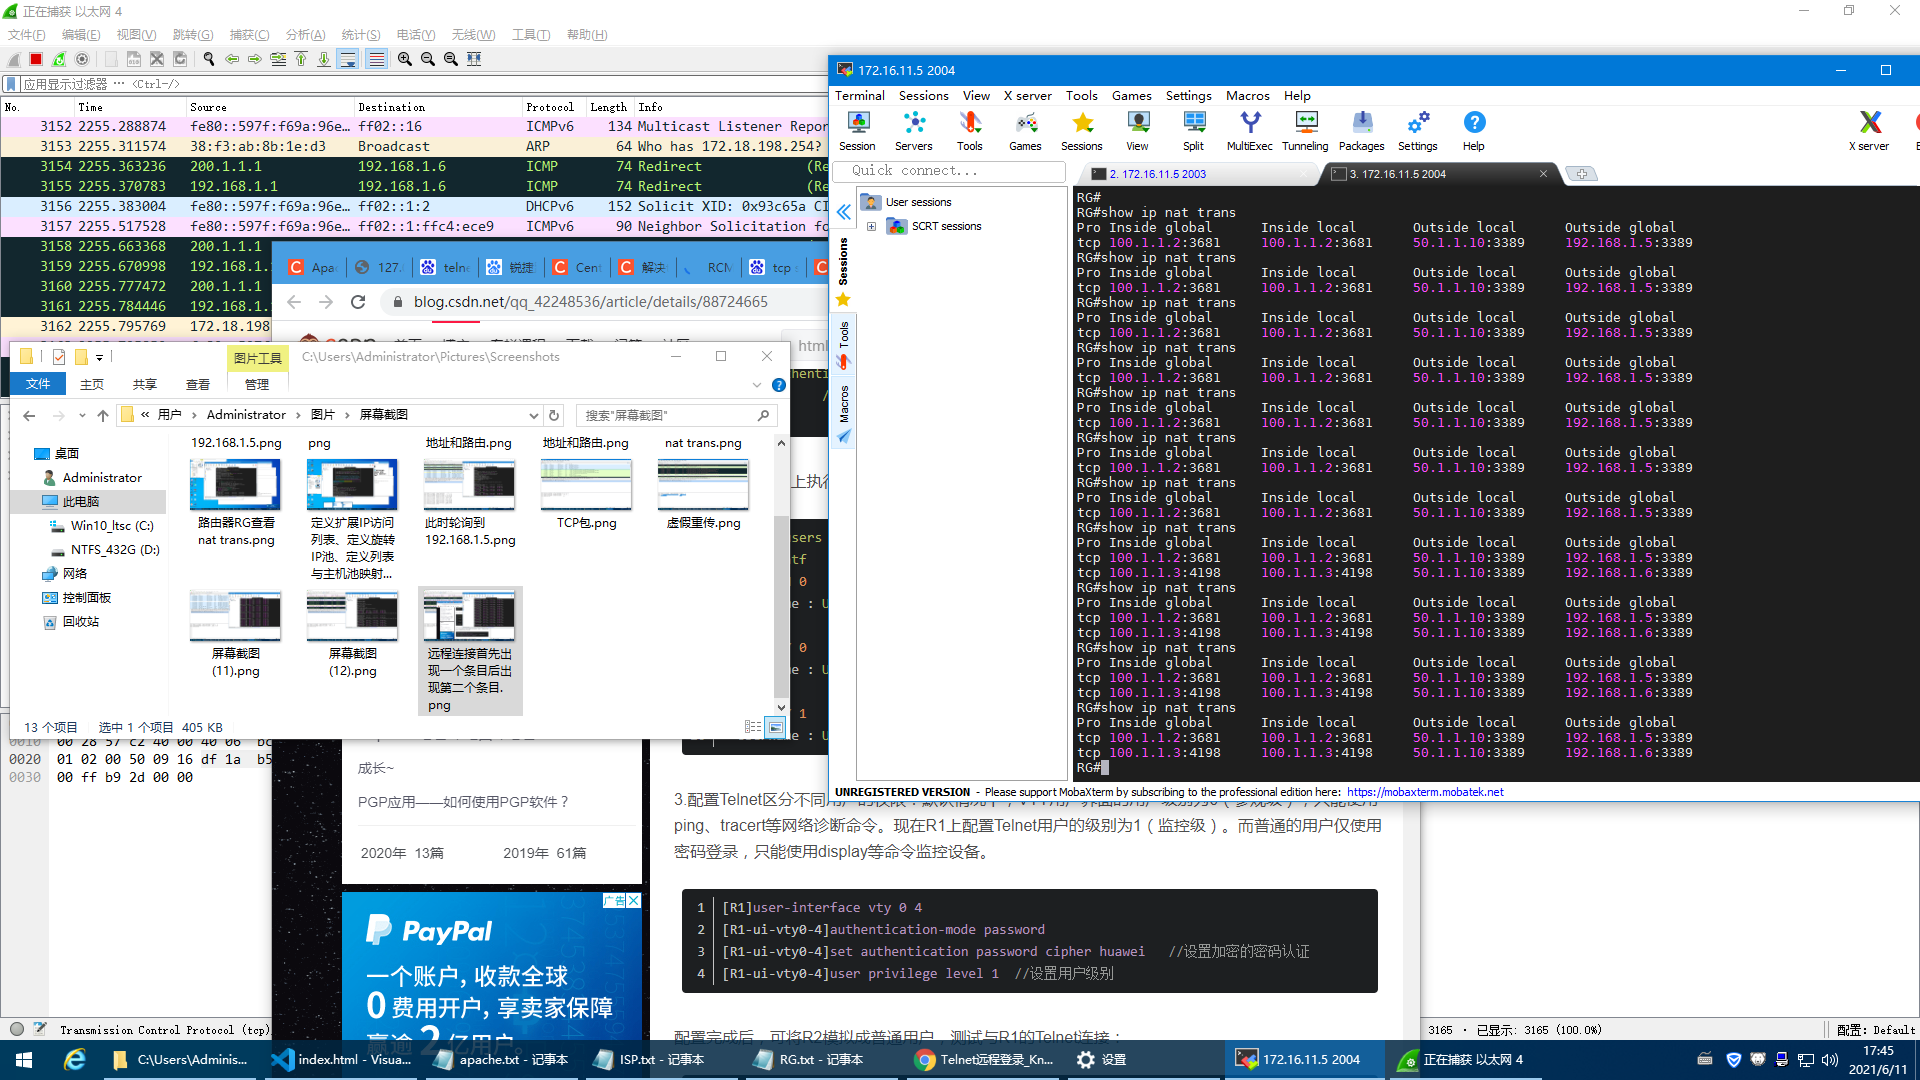 正在捕获 以太网 4
文件(F) 编辑(E) 视图(V) 跳转(G) 捕获(C) 分析(A) 统计(S) 电话(Y) 无线(W) 工具(T) 帮助(H)
应用显示过滤器 … <Ctrl-/>
No. Time Source Destination Protocol Length Info
3152 2255.288874 fe80::597f:f69a:96e… ff02::16 ICMPv6 134 Multicast Listener Repor
3153 2255.311574 38:f3:ab:8b:1e:d3 Broadcast ARP 64 Who has 172.18.198.254?
3154 2255.363236 200.1.1.1 192.168.1.6 ICMP 74 Redirect (Re
3155 2255.370783 192.168.1.1 192.168.1.6 ICMP 74 Redirect (Re
3156 2255.383004 fe80::597f:f69a:96e… ff02::1:2 DHCPv6 152 Solicit XID: 0x93c65a CI
3157 2255.517528 fe80::597f:f69a:96e… ff02::1:ffc4:ece9 ICMPv6 90 Neighbor Solicitation fo
3158 2255.663368 200.1.1.1
3159 2255.670998 192.168.1.
3160 2255.777472 200.1.1.1
3161 2255.784446 192.168.1.
3162 2255.795769 172.18.198
Apa 127. telne 锐捷 Cent 解决 RCM tcp
blog.csdn.net/qq_42248536/article/details/88724665
图片工具 C:\Users\Administrator\Pictures\Screenshots
文件 主页 共享 查看 管理
« 用户 › Administrator › 图片 › 屏幕截图
搜索"屏幕截图"
桌面
Administrator
此电脑
Win10_ltsc (C:)
NTFS_432G (D:)
网络
控制面板
回收站
192.168.1.5.png png 地址和路由.png 地址和路由.png nat trans.png
路由器RG查看nat trans.png
定义扩展IP访问列表、定义旋转IP池、定义列表与主机池映射...
此时轮询到192.168.1.5.png
TCP包.png
虚假重传.png
屏幕截图(11).png
屏幕截图(12).png
远程连接首先出现一个条目后出现第二个条目.png
13 个项目 选中 1 个项目 405 KB
0020 01 02 00 50 09 16 df 1a b5
0030 00 ff b9 2d 00 00
成长~
PGP应用——如何使用PGP软件？
2020年 13篇 2019年 61篇
广告
PayPal
一个账户，收款全球
0 费用开户，享卖家保障
上执行
ping、tracert等网络诊断命令。现在R1上配置Telnet用户的级别为1（监控级）。而普通的用户仅使用
密码登录，只能使用display等命令监控设备。
1 [R1]user-interface vty 0 4
2 [R1-ui-vty0-4]authentication-mode password
3 [R1-ui-vty0-4]set authentication password cipher huawei //设置加密的密码认证
4 [R1-ui-vty0-4]user privilege level 1 //设置用户级别
配置完成后，可将R2模拟成普通用户，测试与R1的Telnet连接：
172.16.11.5 2004
Terminal Sessions View X server Tools Games Settings Macros Help
Session Servers Tools Games Sessions View Split MultiExec Tunneling Packages Settings Help X server
Quick connect...
2. 172.16.11.5 2003
3. 172.16.11.5 2004
User sessions
SCRT sessions
Sessions
Tools
Macros
RG#
RG#show ip nat trans
Pro Inside global Inside local Outside local Outside global
tcp 100.1.1.2:3681 100.1.1.2:3681 50.1.1.10:3389 192.168.1.5:3389
RG#show ip nat trans
Pro Inside global Inside local Outside local Outside global
tcp 100.1.1.2:3681 100.1.1.2:3681 50.1.1.10:3389 192.168.1.5:3389
RG#show ip nat trans
Pro Inside global Inside local Outside local Outside global
tcp 100.1.1.2:3681 100.1.1.2:3681 50.1.1.10:3389 192.168.1.5:3389
RG#show ip nat trans
Pro Inside global Inside local Outside local Outside global
tcp 100.1.1.2:3681 100.1.1.2:3681 50.1.1.10:3389 192.168.1.5:3389
RG#show ip nat trans
Pro Inside global Inside local Outside local Outside global
tcp 100.1.1.2:3681 100.1.1.2:3681 50.1.1.10:3389 192.168.1.5:3389
RG#show ip nat trans
Pro Inside global Inside local Outside local Outside global
tcp 100.1.1.2:3681 100.1.1.2:3681 50.1.1.10:3389 192.168.1.5:3389
RG#show ip nat trans
Pro Inside global Inside local Outside local Outside global
tcp 100.1.1.2:3681 100.1.1.2:3681 50.1.1.10:3389 192.168.1.5:3389
RG#show ip nat trans
Pro Inside global Inside local Outside local Outside global
tcp 100.1.1.2:3681 100.1.1.2:3681 50.1.1.10:3389 192.168.1.5:3389
tcp 100.1.1.3:4198 100.1.1.3:4198 50.1.1.10:3389 192.168.1.6:3389
RG#show ip nat trans
Pro Inside global Inside local Outside local Outside global
tcp 100.1.1.2:3681 100.1.1.2:3681 50.1.1.10:3389 192.168.1.5:3389
tcp 100.1.1.3:4198 100.1.1.3:4198 50.1.1.10:3389 192.168.1.6:3389
RG#show ip nat trans
Pro Inside global Inside local Outside local Outside global
tcp 100.1.1.2:3681 100.1.1.2:3681 50.1.1.10:3389 192.168.1.5:3389
tcp 100.1.1.3:4198 100.1.1.3:4198 50.1.1.10:3389 192.168.1.6:3389
RG#show ip nat trans
Pro Inside global Inside local Outside local Outside global
tcp 100.1.1.2:3681 100.1.1.2:3681 50.1.1.10:3389 192.168.1.5:3389
tcp 100.1.1.3:4198 100.1.1.3:4198 50.1.1.10:3389 192.168.1.6:3389
RG#
UNREGISTERED VERSION - Please support MobaXterm by subscribing to the professional edition here: https://mobaxterm.mobatek.net
Transmission Control Protocol (tcp)
3165 · 已显示: 3165 (100.0%) 配置: Default
C:\Users\Adminis... index.html - Visua... apache.txt - 记事本 ISP.txt - 记事本 RG.txt - 记事本 Telnet远程登录_Kn... 设置 172.16.11.5 2004 正在捕获 以太网 4
17:45
2021/6/11